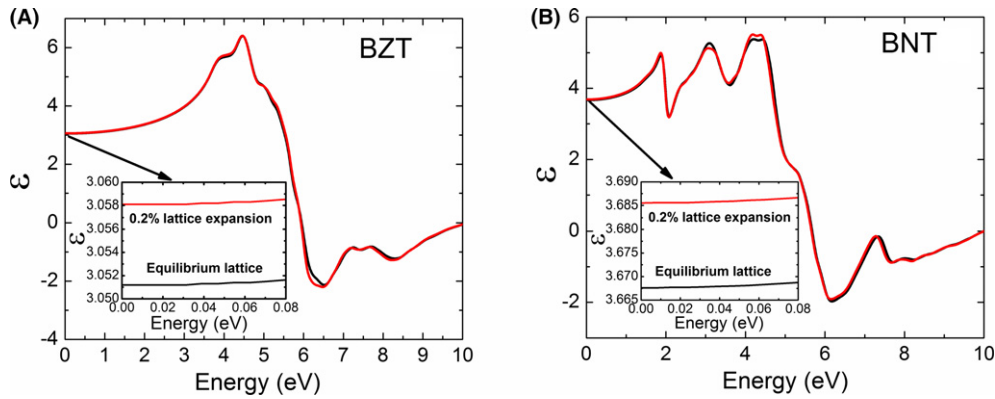 (A)
BZT
6
4
2
0
-2
-4
ε
0 1 2 3 4 5 6 7 8 9 10
Energy (eV)
3.060
3.058
3.056
3.054
3.052
3.050
ε
0.2% lattice expansion
Equilibrium lattice
0.00 0.02 0.04 0.06 0.08
Energy (eV)
(B)
BNT
6
4
2
0
-2
ε
0 2 4 6 8 10
Energy (eV)
3.690
3.685
3.680
3.675
3.670
3.665
ε
0.2% lattice expansion
Equilibrium lattice
0.00 0.02 0.04 0.06 0.08
Energy (eV)